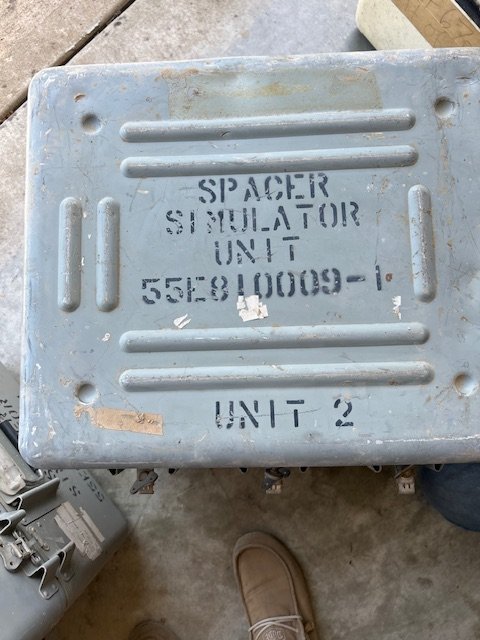 SPACER
SIMULATOR
UNIT
55E810009-1
UNIT 2